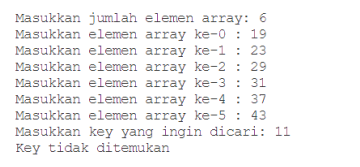 Masukkan jumlah elemen array: 6
Masukkan elemen array ke-0 : 19
Masukkan elemen array ke-1 : 23
Masukkan elemen array ke-2 : 29
Masukkan elemen array ke-3 : 31
Masukkan elemen array ke-4 : 37
Masukkan elemen array ke-5 : 43
Masukkan key yang ingin dicari: 11
Key tidak ditemukan